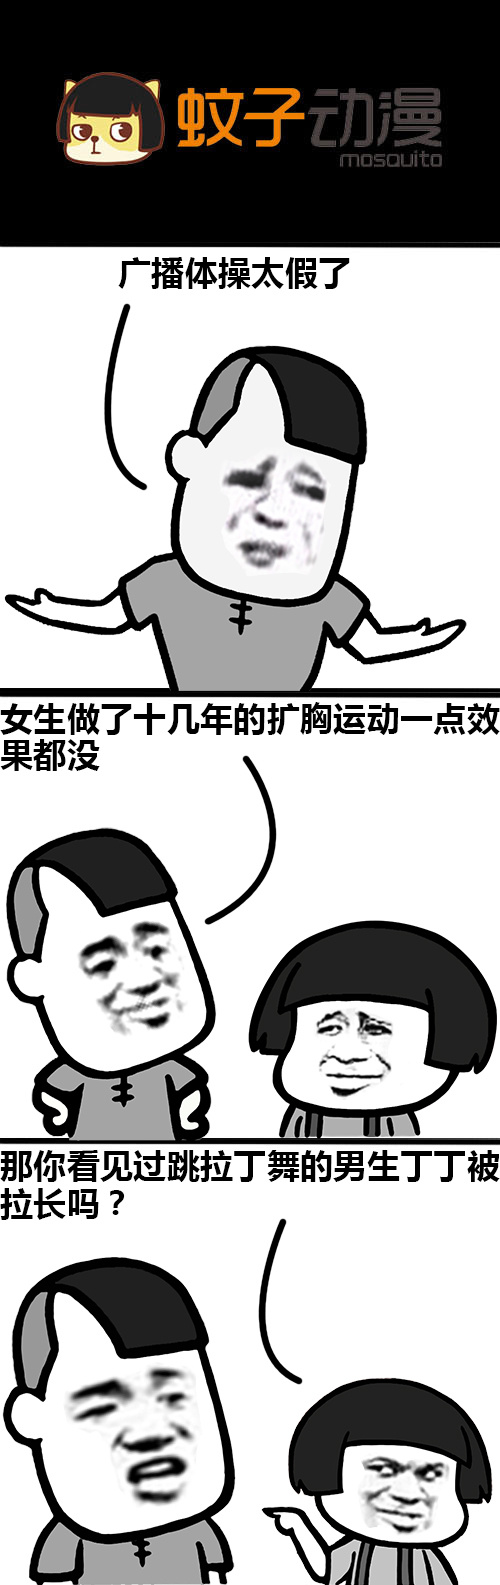 蚊子动漫
mosquito
广播体操太假了
女生做了十几年的扩胸运动一点效
果都没
那你看见过跳拉丁舞的男生丁丁被
拉长吗？